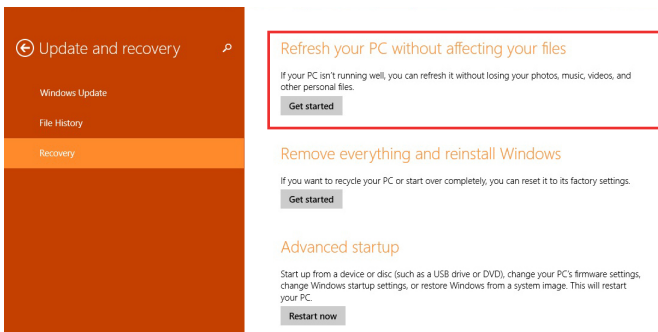 Update and recovery
Windows Update
File History
Recovery
Refresh your PC without affecting your files
If your PC isn't running well, you can refresh it without losing your photos, music, videos, and
other personal files.
Get started
Remove everything and reinstall Windows
If you want to recycle your PC or start over completely, you can reset it to its factory settings.
Get started
Advanced startup
Start up from a device or disc (such as a USB drive or DVD), change your PC's firmware settings,
change Windows startup settings, or restore Windows from a system image. This will restart
your PC.
Restart now